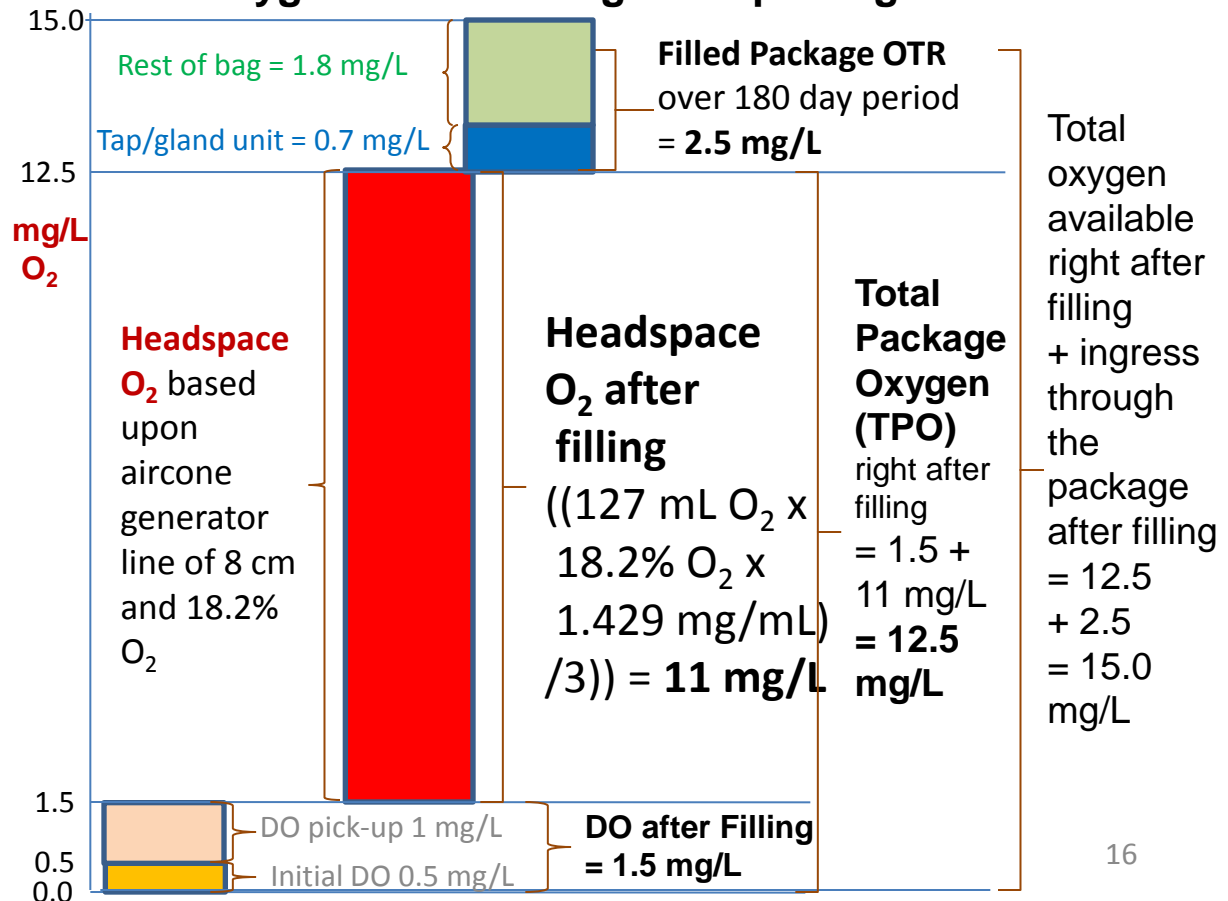 15.0
Rest of bag = 1.8 mg/L
Tap/gland unit = 0.7 mg/L
12.5
Filled Package OTR
over 180 day period
= 2.5 mg/L
mg/L
O₂
Headspace
O₂ based
upon
aircone
generator
line of 8 cm
and 18.2%
O₂
Headspace
O₂ after
filling
((127 mL O₂ x
18.2% O₂ x
1.429 mg/mL)
/3)) = 11 mg/L
Total
Package
Oxygen
(TPO)
right after
filling
= 1.5 +
11 mg/L
= 12.5
mg/L
Total
oxygen
available
right after
filling
+ ingress
through
the
package
after filling
= 12.5
+ 2.5
= 15.0
mg/L
1.5
DO pick-up 1 mg/L
0.5
Initial DO 0.5 mg/L
0.0
DO after Filling
= 1.5 mg/L
16